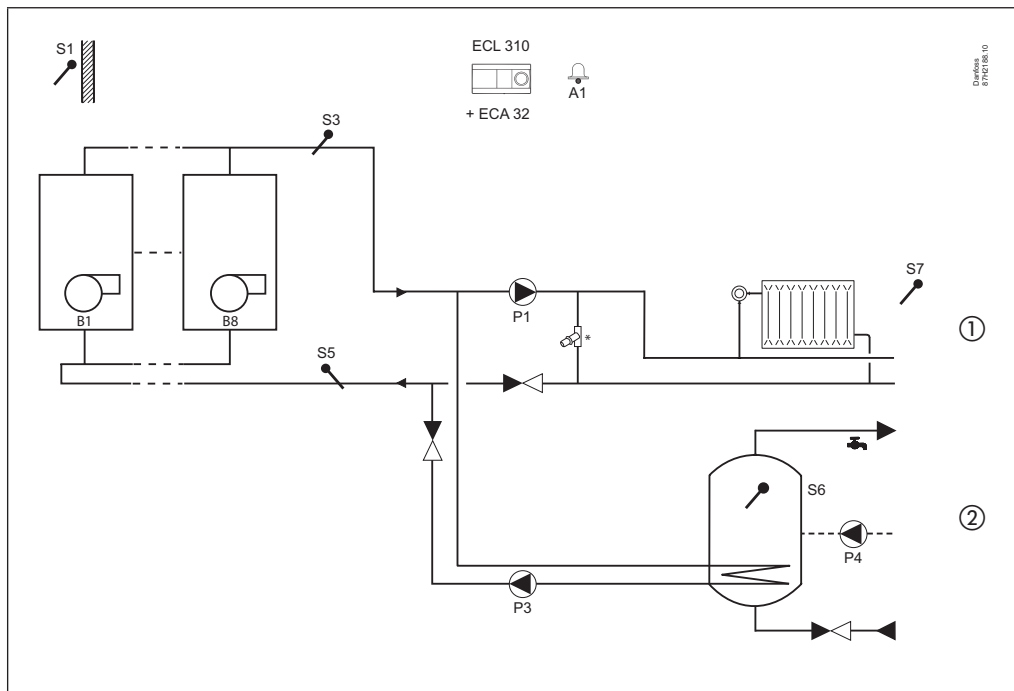 S1
ECL 310
A1
+ ECA 32
Danfoss
87H2188.10
S3
S7
B1
B8
P1
*
①
S5
S6
②
P4
P3